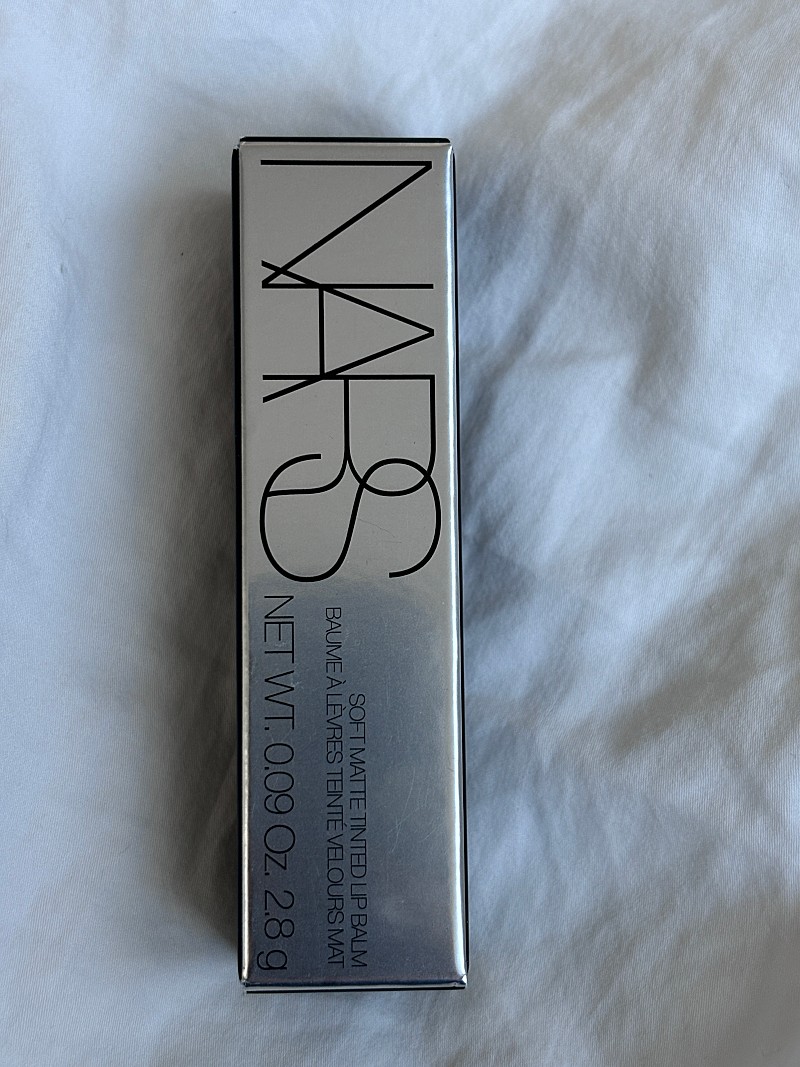 NARS
SOFT MATTE TINTED LIP BALM
BAUME À LÈVRES TEINTÉ VELOURS MAT
NET WT. 0.09 Oz. 2.8 g